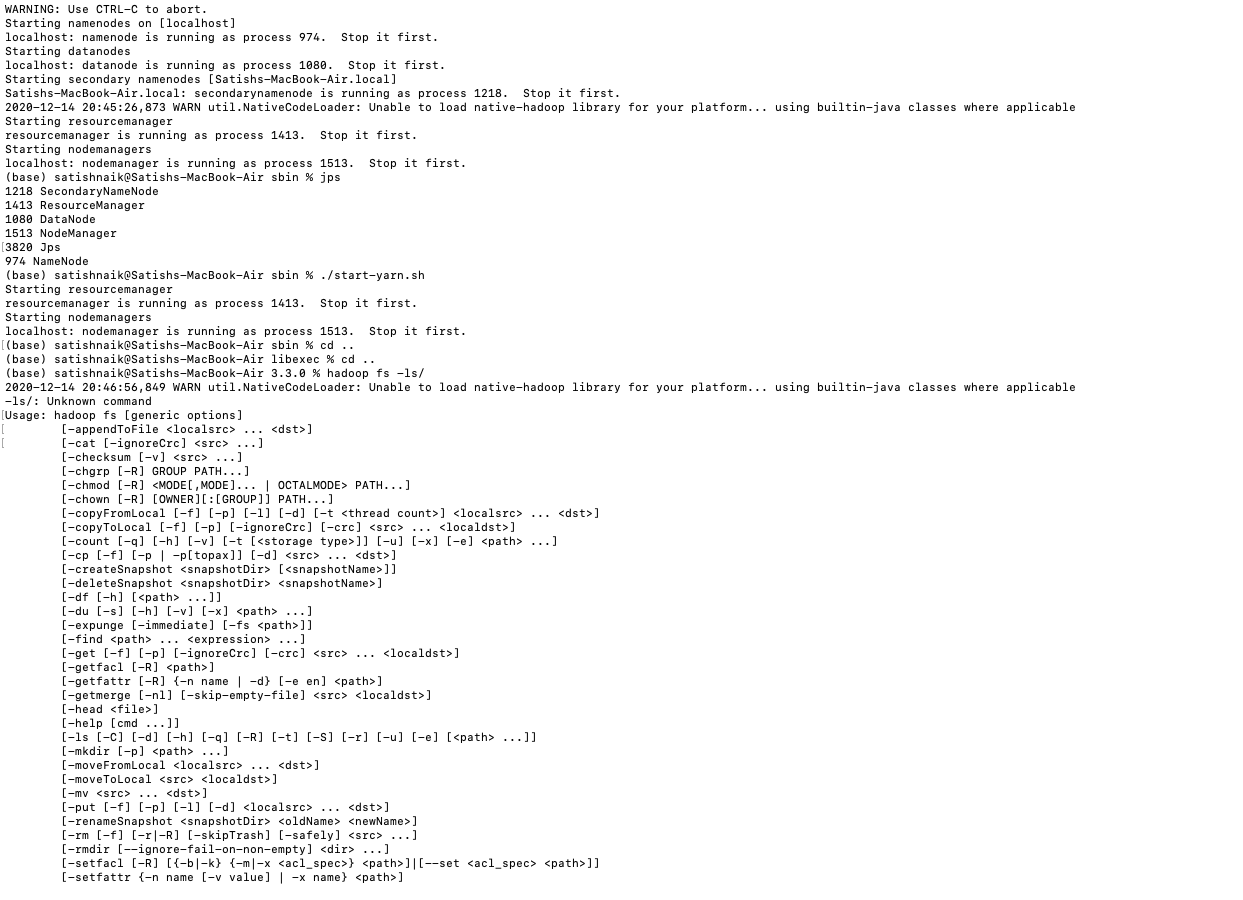 WARNING: Use CTRL-C to abort.
Starting namenodes on [localhost]
localhost: namenode is running as process 974.  Stop it first.
Starting datanodes
localhost: datanode is running as process 1080.  Stop it first.
Starting secondary namenodes [Satishs-MacBook-Air.local]
Satishs-MacBook-Air.local: secondarynamenode is running as process 1218.  Stop it first.
2020-12-14 20:45:26,873 WARN util.NativeCodeLoader: Unable to load native-hadoop library for your platform... using builtin-java classes where applicable
Starting resourcemanager
resourcemanager is running as process 1413.  Stop it first.
Starting nodemanagers
localhost: nodemanager is running as process 1513.  Stop it first.
(base) satishnaik@Satishs-MacBook-Air sbin % jps
1218 SecondaryNameNode
1413 ResourceManager
1080 DataNode
1513 NodeManager
[3820 Jps
974 NameNode
(base) satishnaik@Satishs-MacBook-Air sbin % ./start-yarn.sh
Starting resourcemanager
resourcemanager is running as process 1413.  Stop it first.
Starting nodemanagers
localhost: nodemanager is running as process 1513.  Stop it first.
[(base) satishnaik@Satishs-MacBook-Air sbin % cd ..
(base) satishnaik@Satishs-MacBook-Air libexec % cd ..
(base) satishnaik@Satishs-MacBook-Air 3.3.0 % hadoop fs -ls/
2020-12-14 20:46:56,849 WARN util.NativeCodeLoader: Unable to load native-hadoop library for your platform... using builtin-java classes where applicable
-ls/: Unknown command
[Usage: hadoop fs [generic options]
[        [-appendToFile <localsrc> ... <dst>]
[        [-cat [-ignoreCrc] <src> ...]
[-checksum [-v] <src> ...]
[-chgrp [-R] GROUP PATH...]
[-chmod [-R] <MODE[,MODE]... | OCTALMODE> PATH...]
[-chown [-R] [OWNER][:[GROUP]] PATH...]
[-copyFromLocal [-f] [-p] [-l] [-d] [-t <thread count>] <localsrc> ... <dst>]
[-copyToLocal [-f] [-p] [-ignoreCrc] [-crc] <src> ... <localdst>]
[-count [-q] [-h] [-v] [-t [<storage type>]] [-u] [-x] [-e] <path> ...]
[-cp [-f] [-p | -p[topax]] [-d] <src> ... <dst>]
[-createSnapshot <snapshotDir> [<snapshotName>]]
[-deleteSnapshot <snapshotDir> <snapshotName>]
[-df [-h] [<path> ...]]
[-du [-s] [-h] [-v] [-x] <path> ...]
[-expunge [-immediate] [-fs <path>]]
[-find <path> ... <expression> ...]
[-get [-f] [-p] [-ignoreCrc] [-crc] <src> ... <localdst>]
[-getfacl [-R] <path>]
[-getfattr [-R] {-n name | -d} [-e en] <path>]
[-getmerge [-nl] [-skip-empty-file] <src> <localdst>]
[-head <file>]
[-help [cmd ...]]
[-ls [-C] [-d] [-h] [-q] [-R] [-t] [-S] [-r] [-u] [-e] [<path> ...]]
[-mkdir [-p] <path> ...]
[-moveFromLocal <localsrc> ... <dst>]
[-moveToLocal <src> <localdst>]
[-mv <src> ... <dst>]
[-put [-f] [-p] [-l] [-d] <localsrc> ... <dst>]
[-renameSnapshot <snapshotDir> <oldName> <newName>]
[-rm [-f] [-r|-R] [-skipTrash] [-safely] <src> ...]
[-rmdir [--ignore-fail-on-non-empty] <dir> ...]
[-setfacl [-R] [{-b|-k} {-m|-x <acl_spec>} <path>]|[--set <acl_spec> <path>]]
[-setfattr {-n name [-v value] | -x name} <path>]